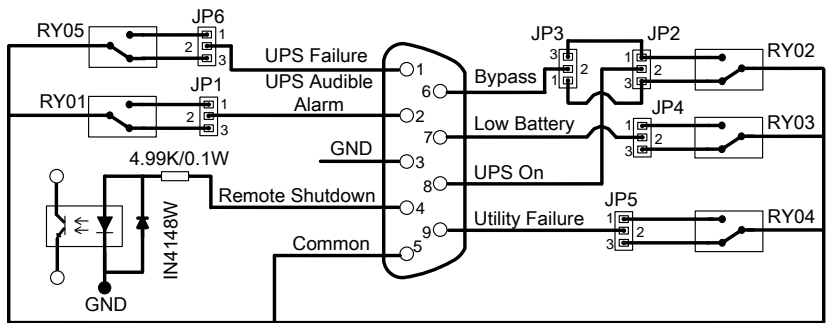 JP6
JP3
JP2
RY05
1
2
3
UPS Failure
1
3
2
1
1
2
3
RY02
Bypass
6
UPS Audible
Alarm
RY01
JP1
1
2
3
2
JP4
1
2
3
RY03
Low Battery
7
GND
3
4.99K/0.1W
UPS On
8
Remote Shutdown
4
JP5
1
2
3
RY04
Utility Failure
9
IN4148W
Common
5
GND